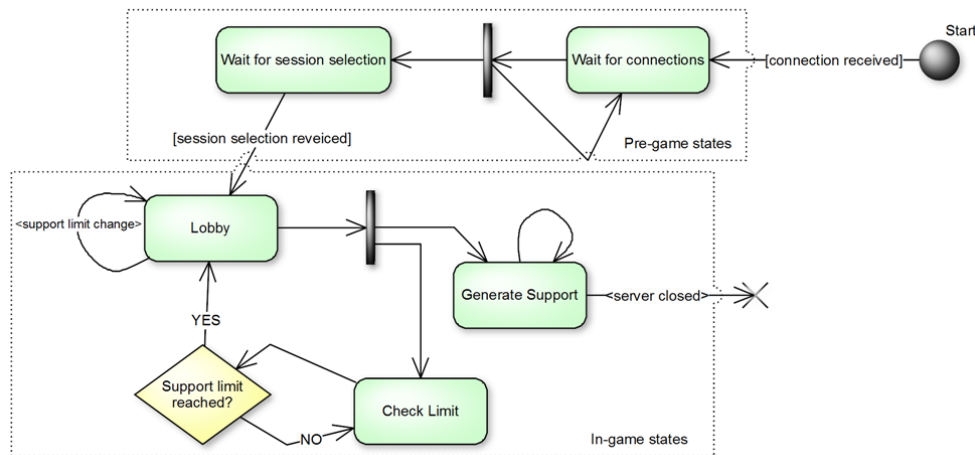 Start
Wait for session selection
Wait for connections
[connection received]
[session selection reveiced]
Pre-game states
<support limit change>
Lobby
Generate Support
<server closed>
YES
Support limit
reached?
Check Limit
NO
In-game states